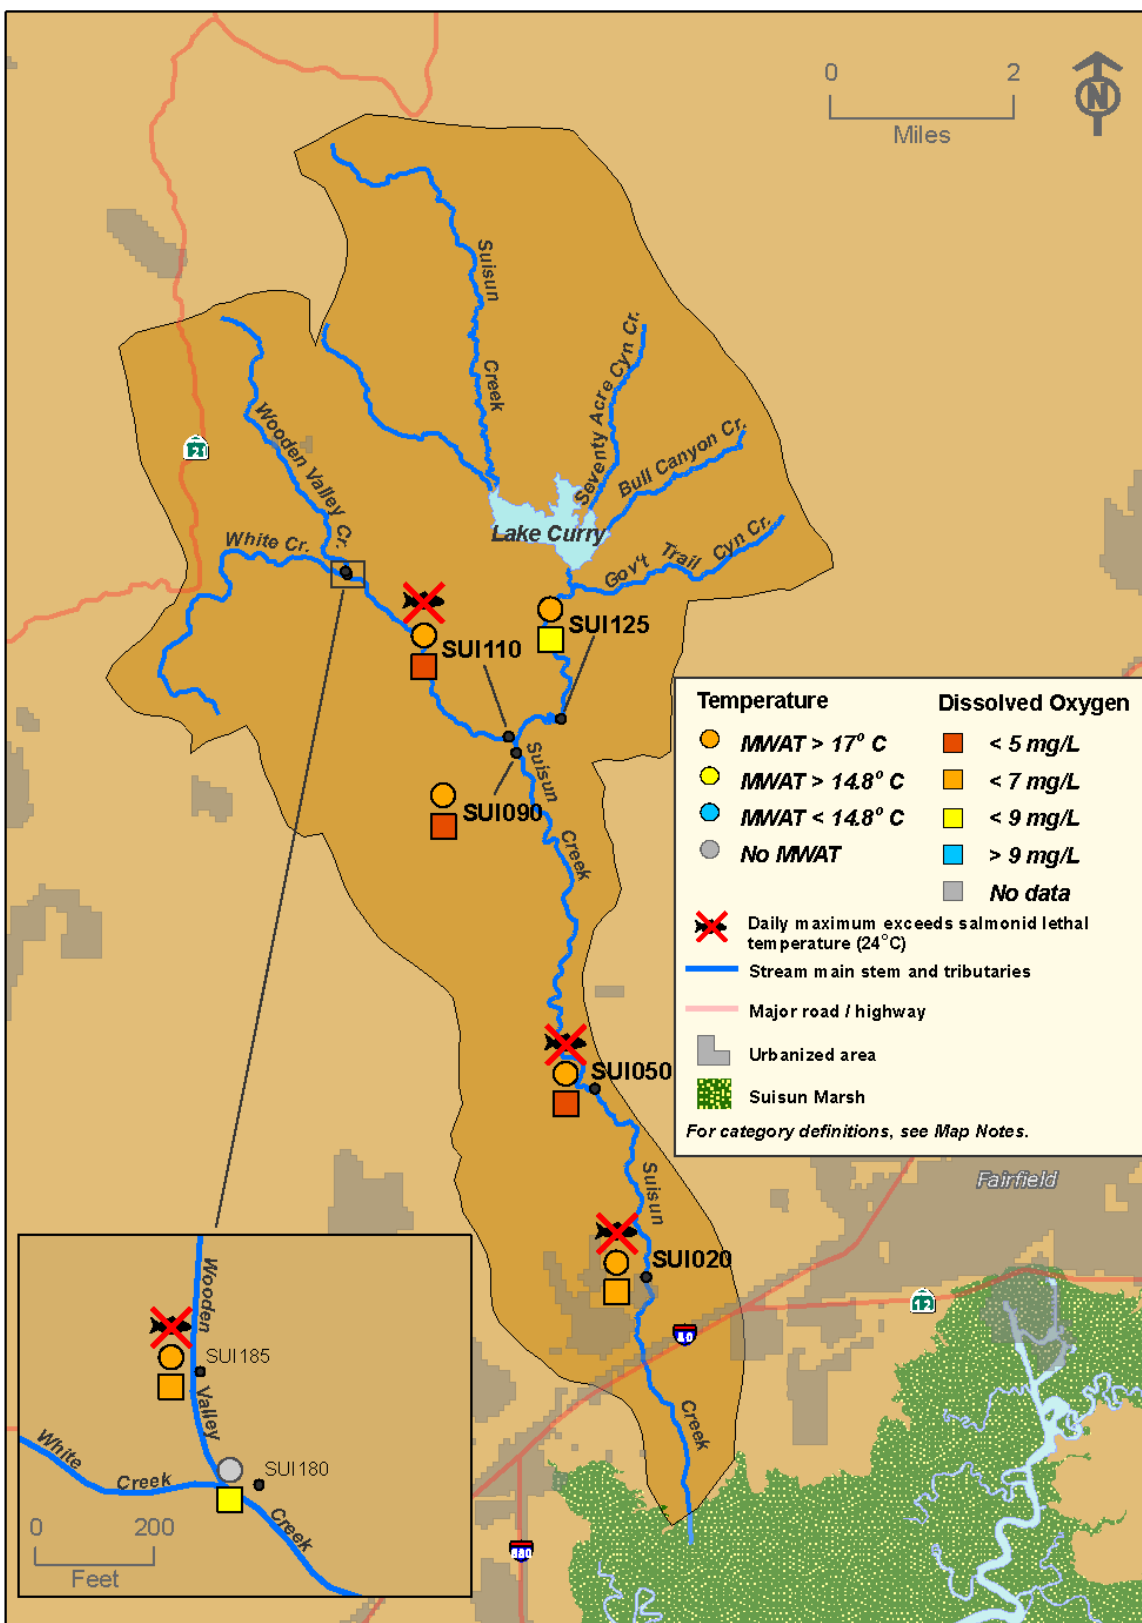 0 2
Miles
N
Suisun
Creek
Seventy Acre Cyn Cr.
Bull Canyon Cr.
Wooden Valley Cr.
121
White Cr.
Lake Curry
Gov't Trail Cyn Cr.
SUI125
SUI110
SUI090
Suisun
Creek
Temperature
MWAT > 17° C
MWAT > 14.8° C
MWAT < 14.8° C
No MWAT
Dissolved Oxygen
< 5 mg/L
< 7 mg/L
< 9 mg/L
> 9 mg/L
No data
Daily maximum exceeds salmonid lethal
temperature (24°C)
Stream main stem and tributaries
Major road / highway
Urbanized area
Suisun Marsh
For category definitions, see Map Notes.
SUI050
Fairfield
Suisun
SUI020
12
Creek
Wooden
SUI185
Valley
White
Creek
SUI180
Creek
0 200
Feet